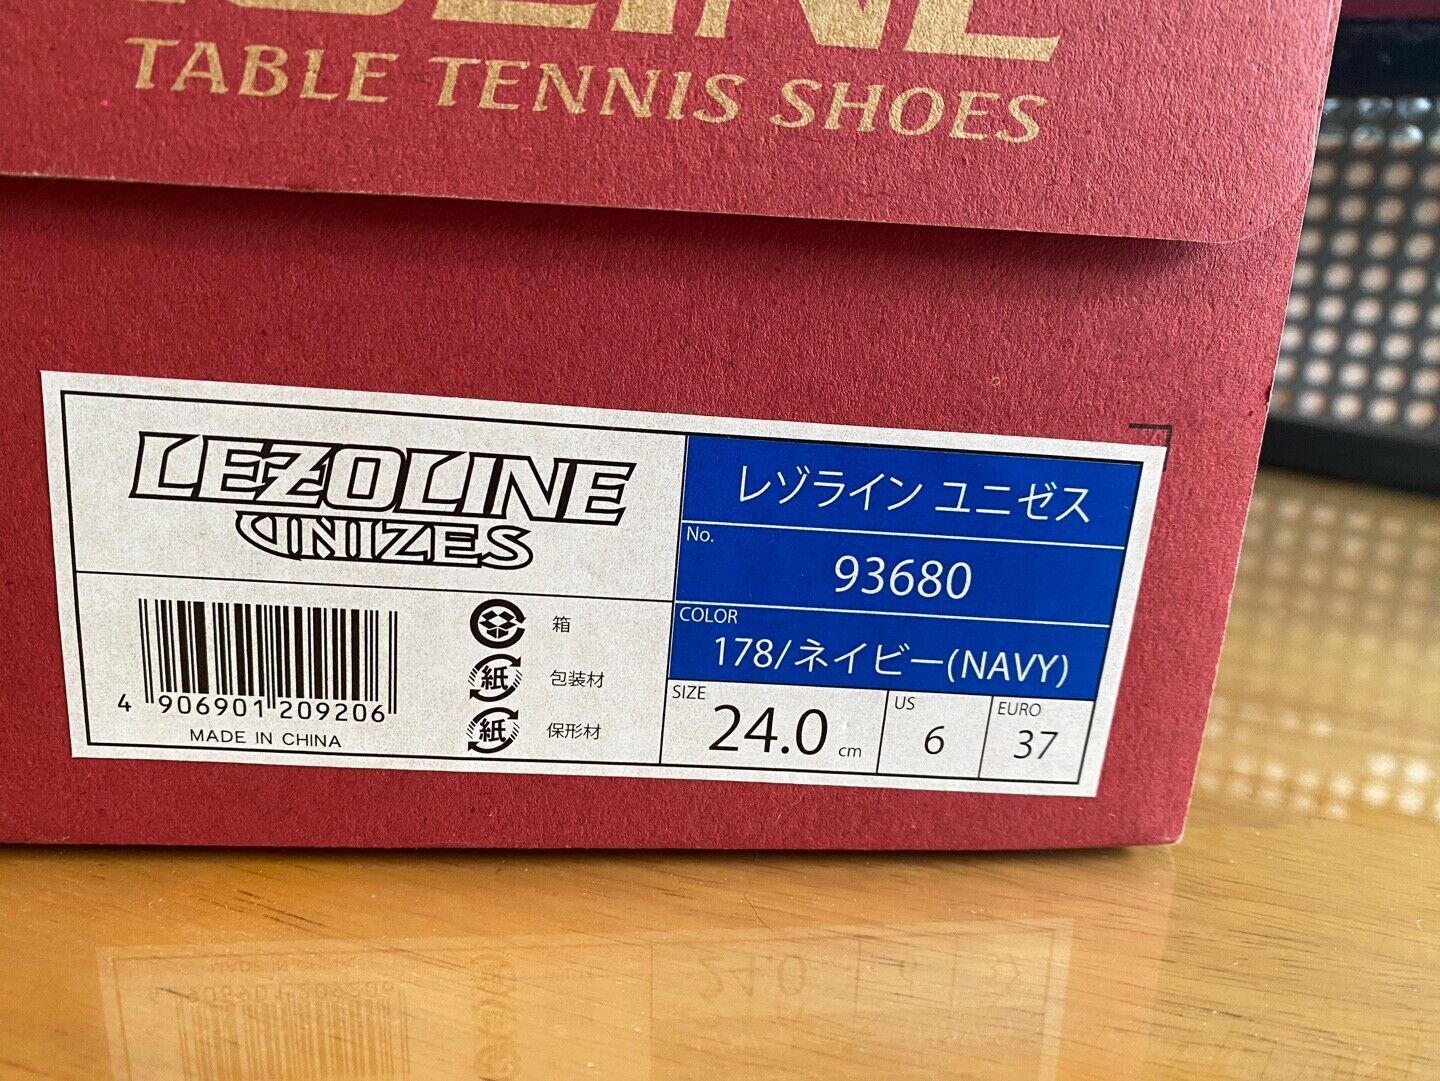 TABLE TENNIS SHOES
LEZOLINE
UNIZES
レゾライン ユニゼス
No.
93680
COLOR
178/ネイビー(NAVY)
SIZE
24.0 cm
US
6
EURO
37
4 906901 209206
MADE IN CHINA
箱
紙 包装材
紙 保形材